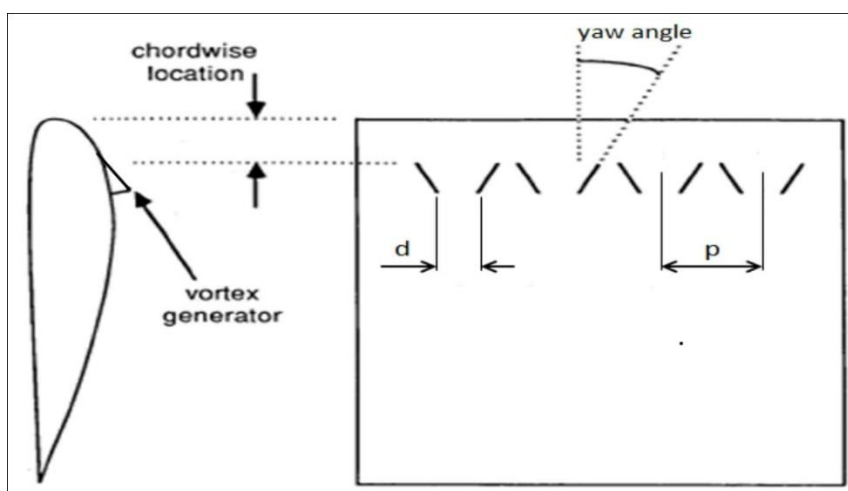 chordwise
location
yaw angle
d
p
vortex
generator